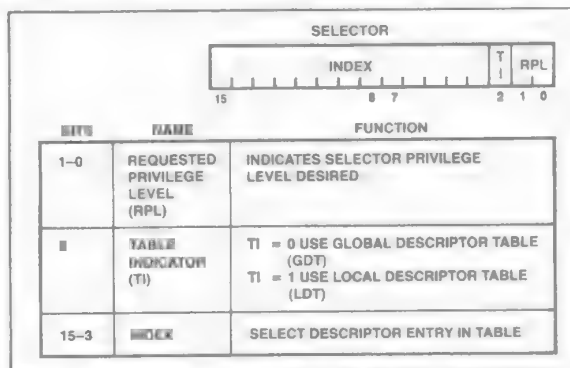 SELECTOR
INDEX
T
I
RPL
15
8 7
2 1 0
BITS NAME FUNCTION
1–0 REQUESTED PRIVILEGE LEVEL (RPL) INDICATES SELECTOR PRIVILEGE LEVEL DESIRED
TABLE INDICATOR (TI) TI = 0 USE GLOBAL DESCRIPTOR TABLE (GDT)
TI = 1 USE LOCAL DESCRIPTOR TABLE (LDT)
15–3 INDEX SELECT DESCRIPTOR ENTRY IN TABLE